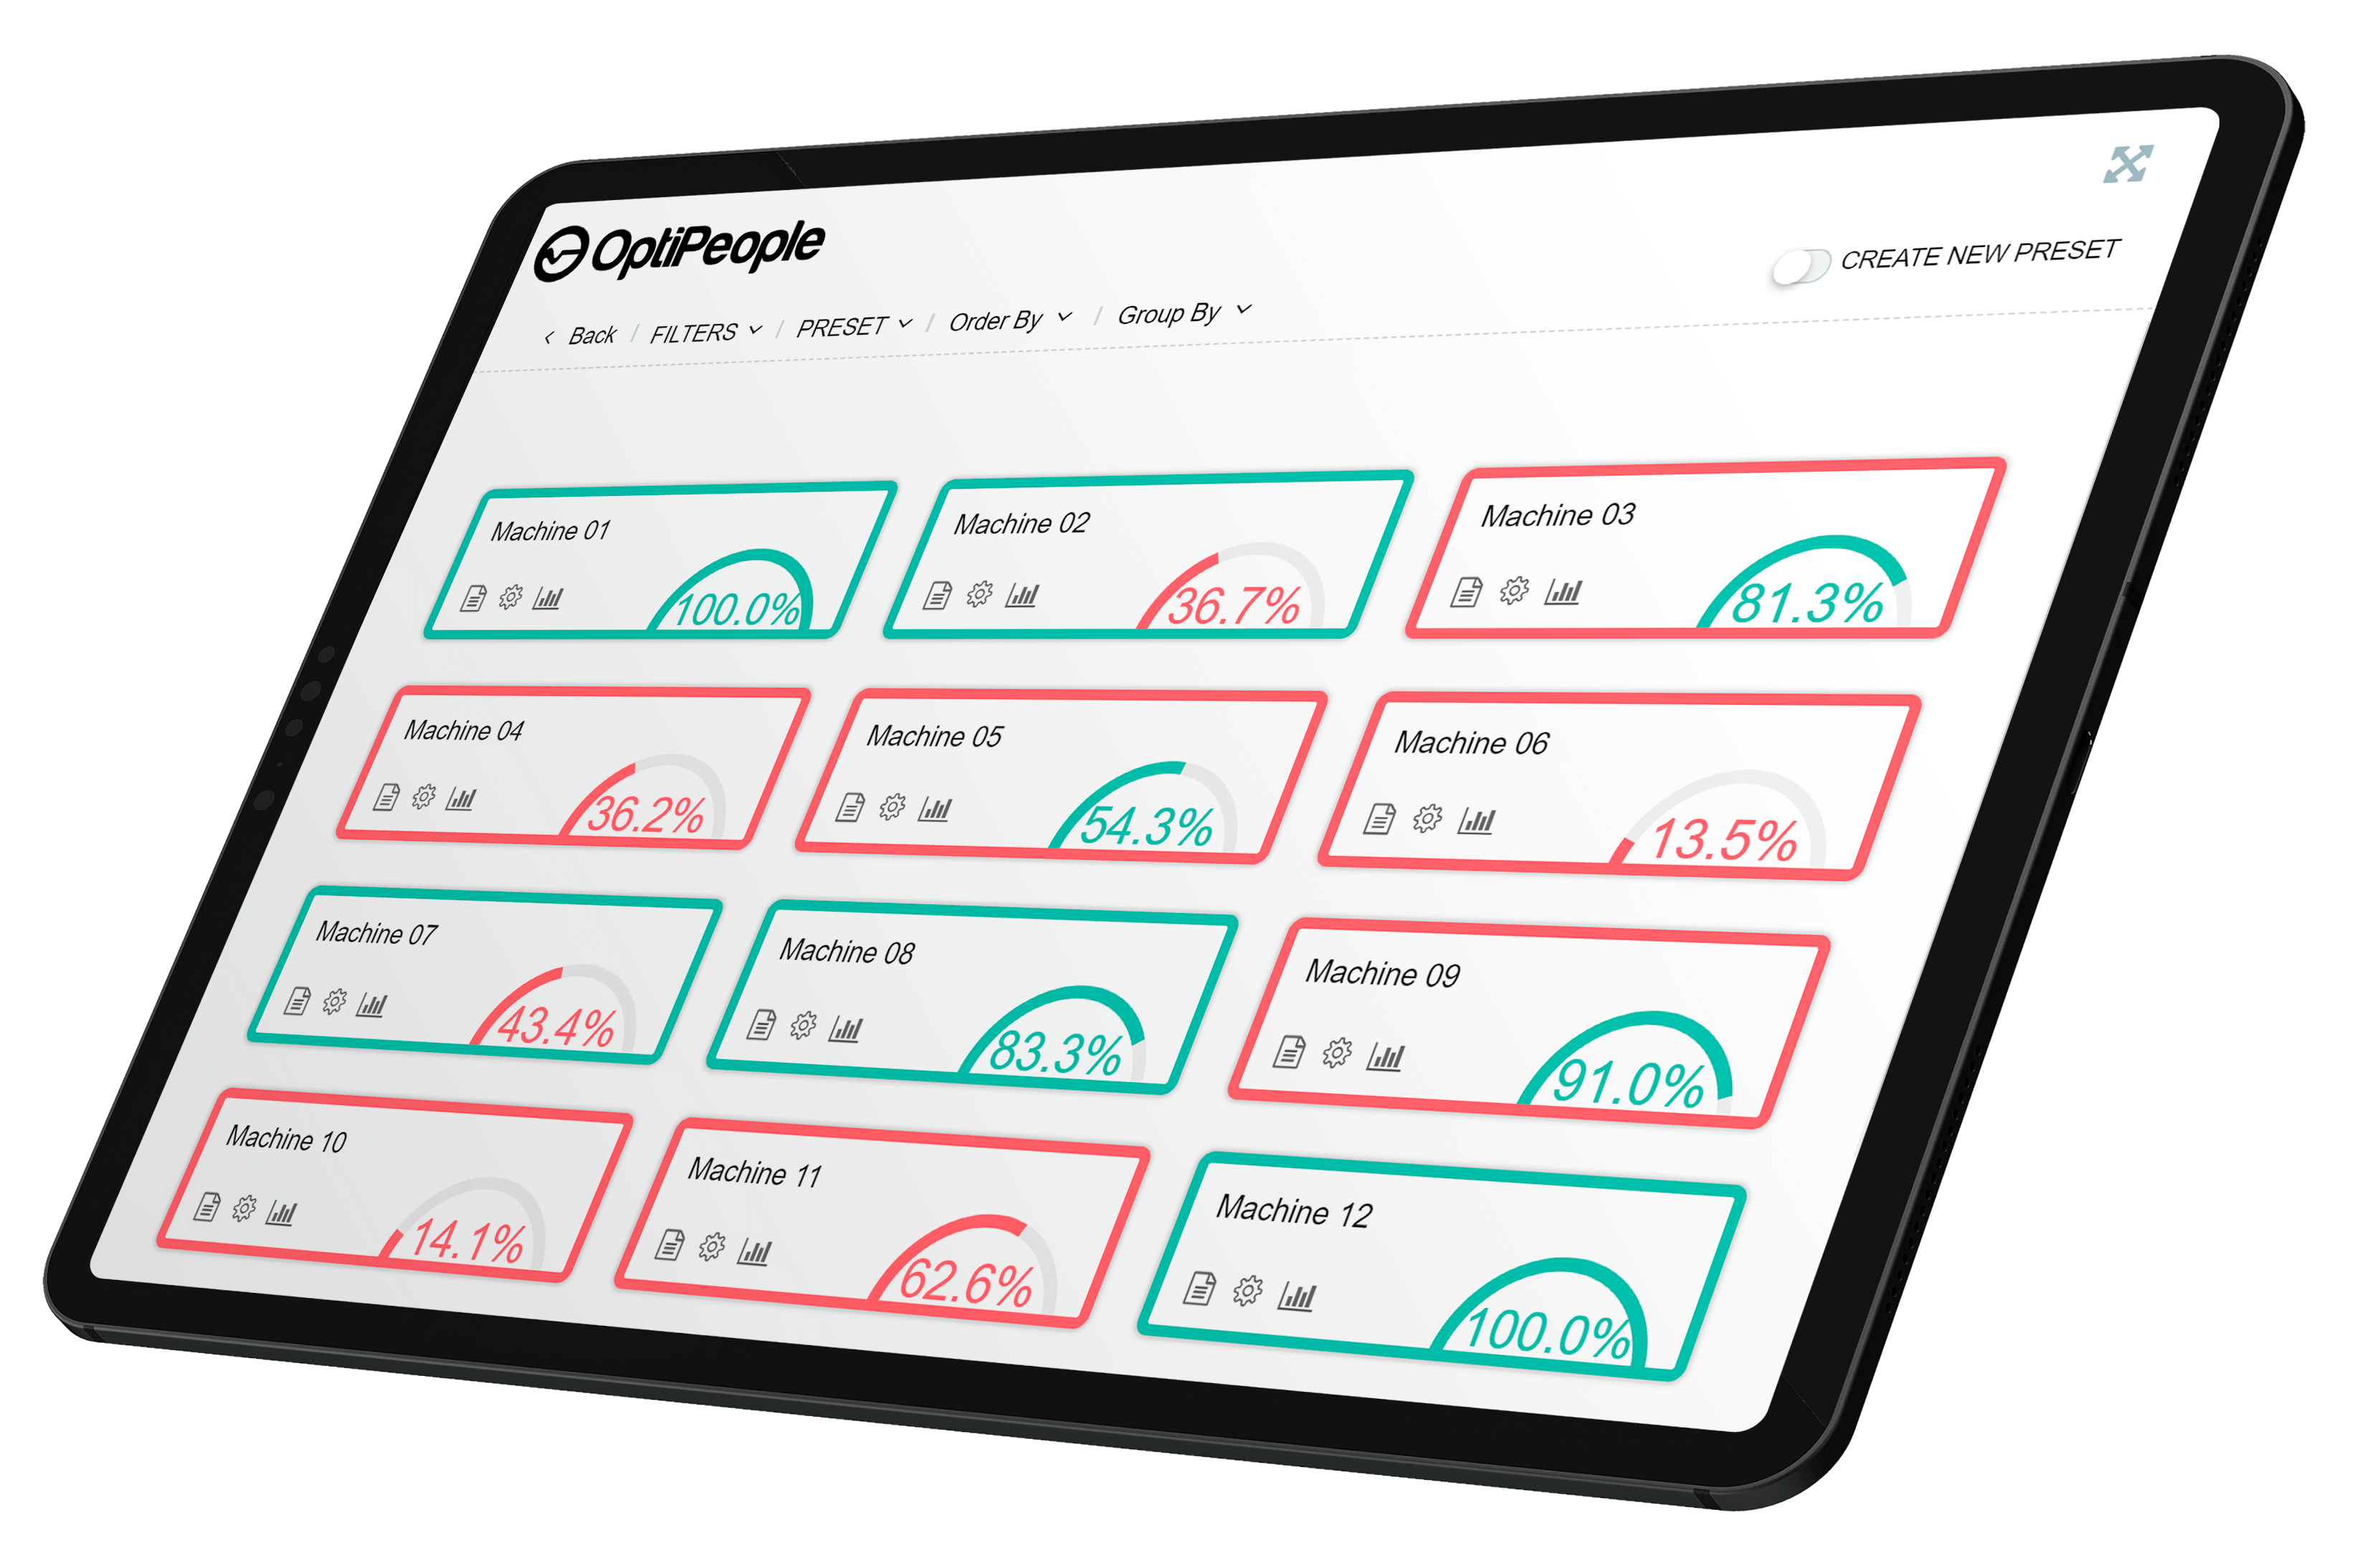 OptiPeople
CREATE NEW PRESET
Back / FILTERS / PRESET / Order By / Group By
Machine 01
100.0%
Machine 02
36.7%
Machine 03
81.3%
Machine 04
36.2%
Machine 05
54.3%
Machine 06
13.5%
Machine 07
43.4%
Machine 08
83.3%
Machine 09
91.0%
Machine 10
14.1%
Machine 11
62.6%
Machine 12
100.0%